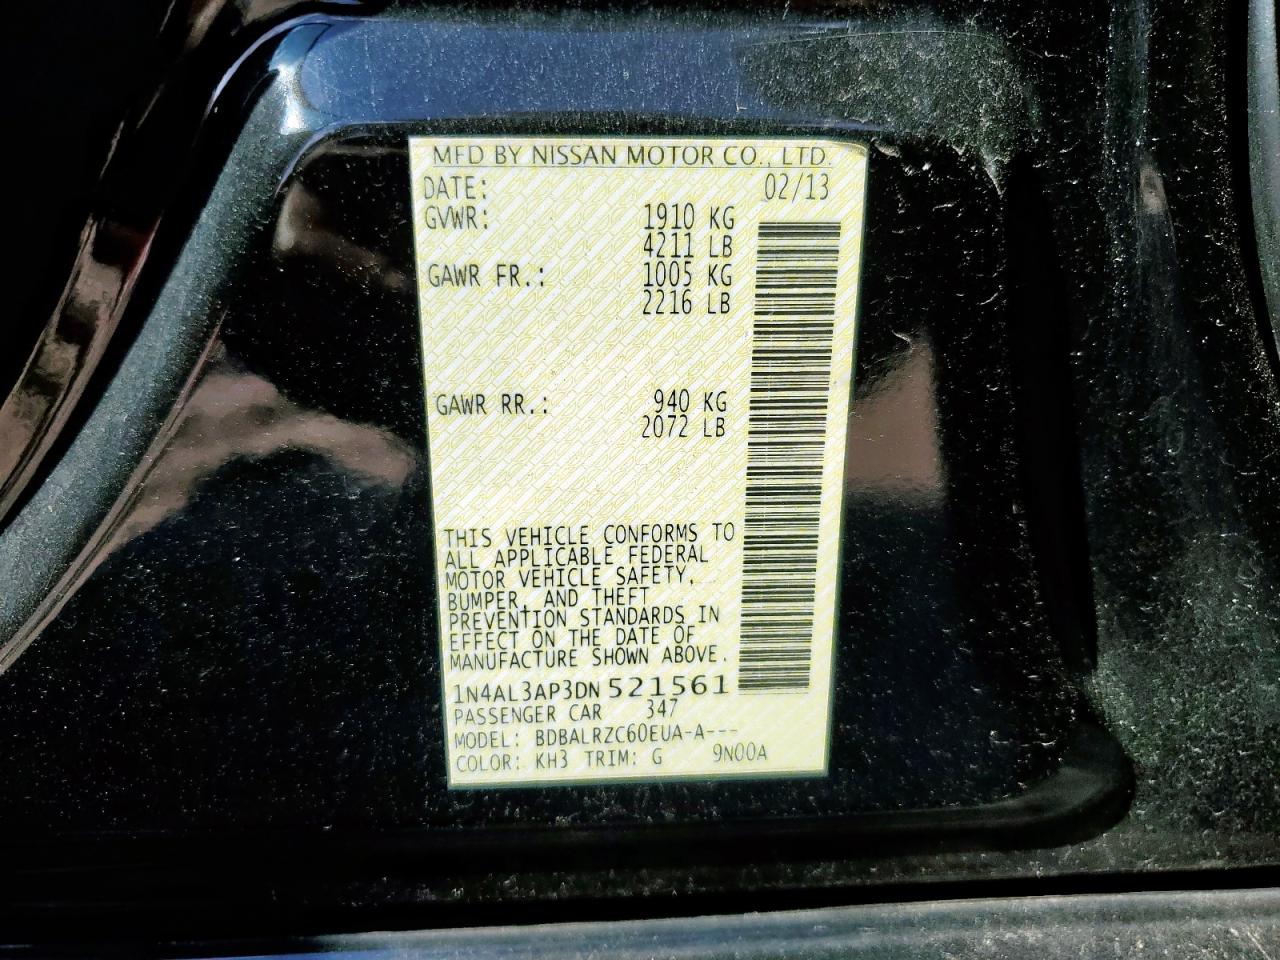 MFD BY NISSAN MOTOR CO., LTD.
DATE: 02/13
GVWR: 1910 KG
4211 LB
GAWR FR.: 1005 KG
2216 LB
GAWR RR.: 940 KG
2072 LB
THIS VEHICLE CONFORMS TO
ALL APPLICABLE FEDERAL
MOTOR VEHICLE SAFETY,
BUMPER, AND THEFT
PREVENTION STANDARDS IN
EFFECT ON THE DATE OF
MANUFACTURE SHOWN ABOVE.
1N4AL3AP3DN521561
PASSENGER CAR 347
MODEL: BDBALRZC60EUA-A---
COLOR: KH3 TRIM: G 9N00A